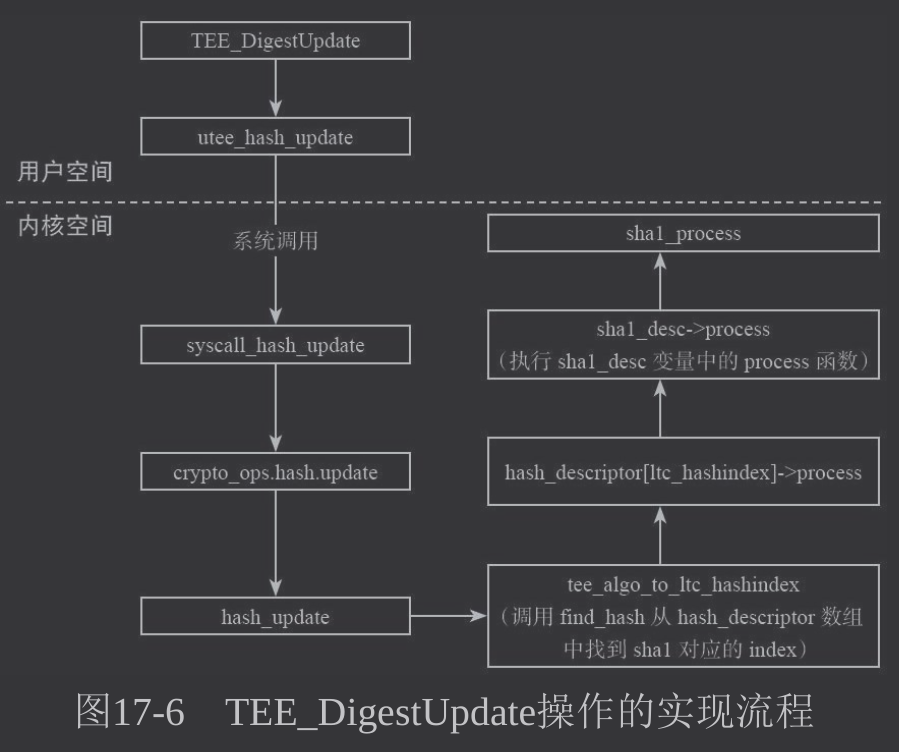 TEE_DigestUpdate
utee_hash_update
用户空间
内核空间
系统调用
syscall_hash_update
crypto_ops.hash.update
hash_update
tee_algo_to_ltc_hashindex
（调用 find_hash 从 hash_descriptor 数组
中找到 sha1 对应的 index）
hash_descriptor[ltc_hashindex]->process
sha1_desc->process
（执行 sha1_desc 变量中的 process 函数）
sha1_process
图17-6 TEE_DigestUpdate操作的实现流程